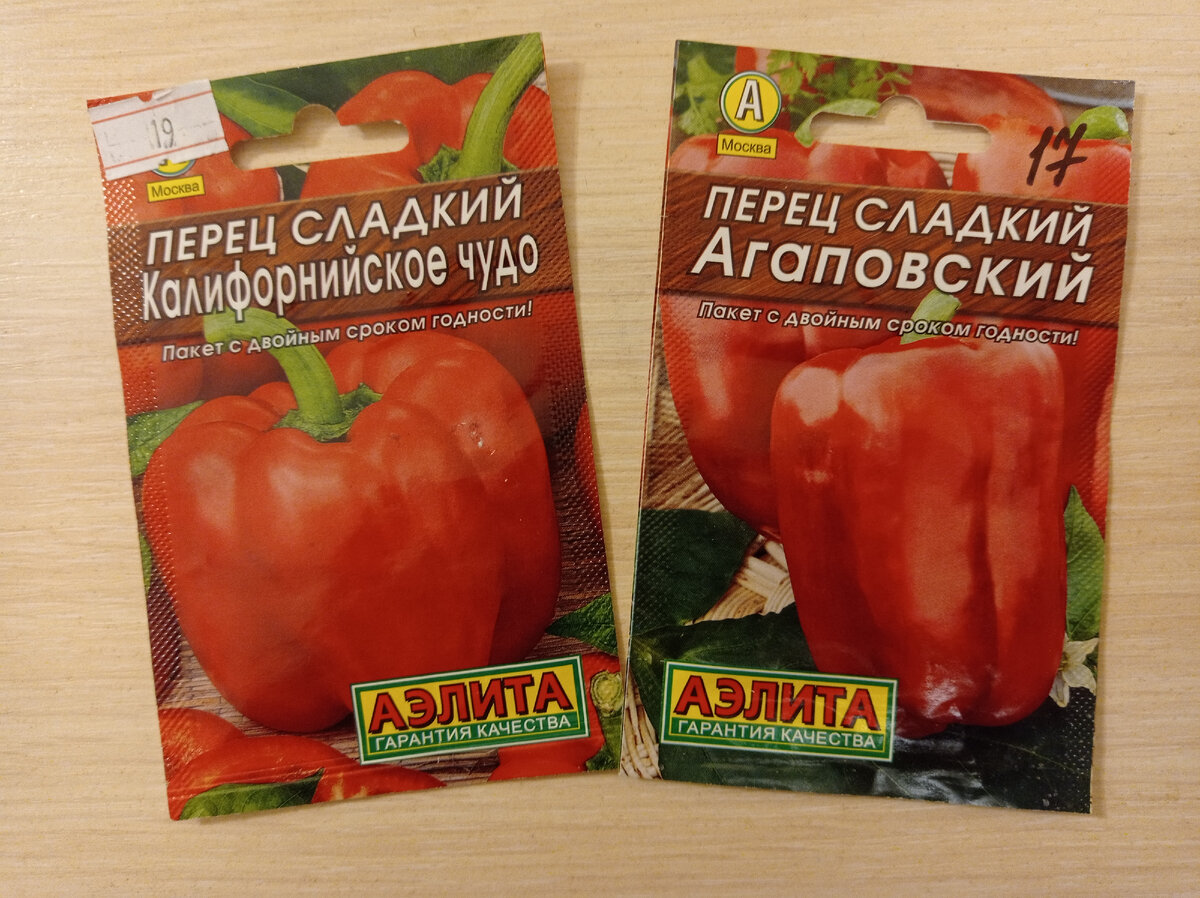 19
Москва
ПЕРЕЦ СЛАДКИЙ
Калифорнийское чудо
Пакет с двойным сроком годности!
АЭЛИТА
ГАРАНТИЯ КАЧЕСТВА
А
Москва
17
ПЕРЕЦ СЛАДКИЙ
Агаповский
Пакет с двойным сроком годности!
АЭЛИТА
ГАРАНТИЯ КАЧЕСТВА